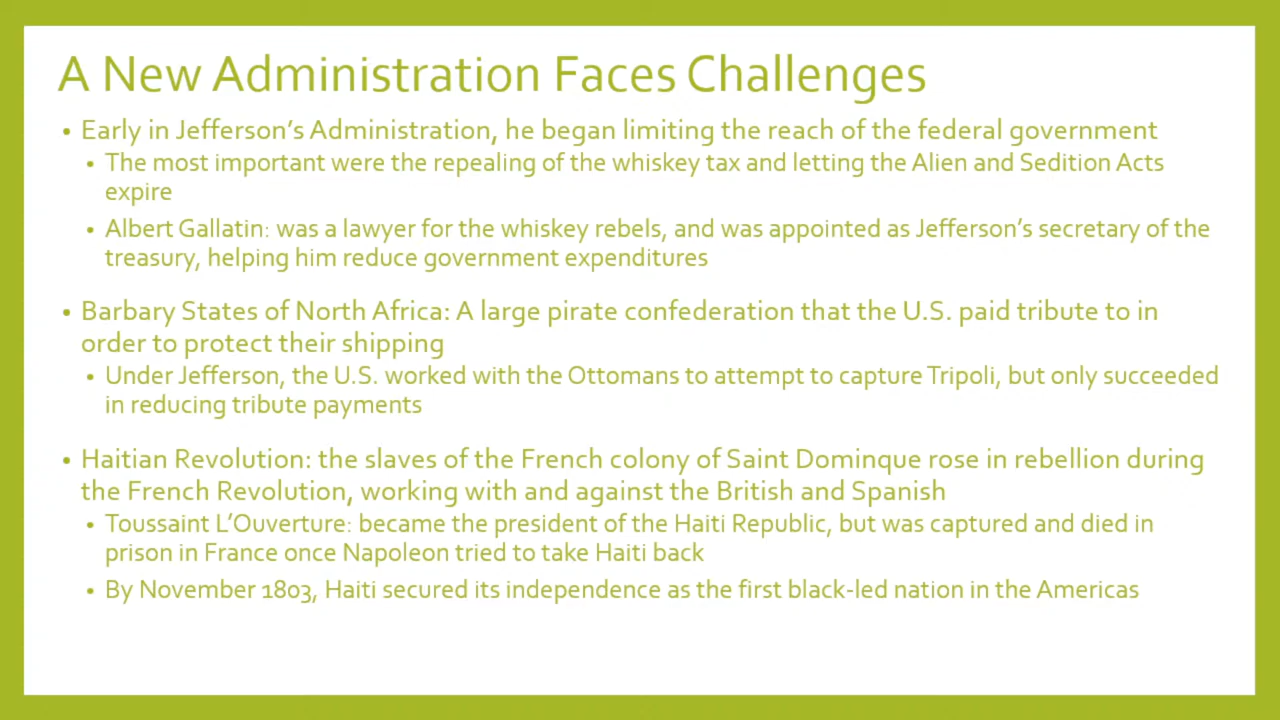 A New Administration Faces Challenges
• Early in Jefferson’s Administration, he began limiting the reach of the federal government
• The most important were the repealing of the whiskey tax and letting the Alien and Sedition Acts
expire
• Albert Gallatin: was a lawyer for the whiskey rebels, and was appointed as Jefferson’s secretary of the
treasury, helping him reduce government expenditures
• Barbary States of North Africa: A large pirate confederation that the U.S. paid tribute to in
order to protect their shipping
• Under Jefferson, the U.S. worked with the Ottomans to attempt to capture Tripoli, but only succeeded
in reducing tribute payments
• Haitian Revolution: the slaves of the French colony of Saint Dominque rose in rebellion during
the French Revolution, working with and against the British and Spanish
• Toussaint L’Ouverture: became the president of the Haiti Republic, but was captured and died in
prison in France once Napoleon tried to take Haiti back
• By November 1803, Haiti secured its independence as the first black-led nation in the Americas